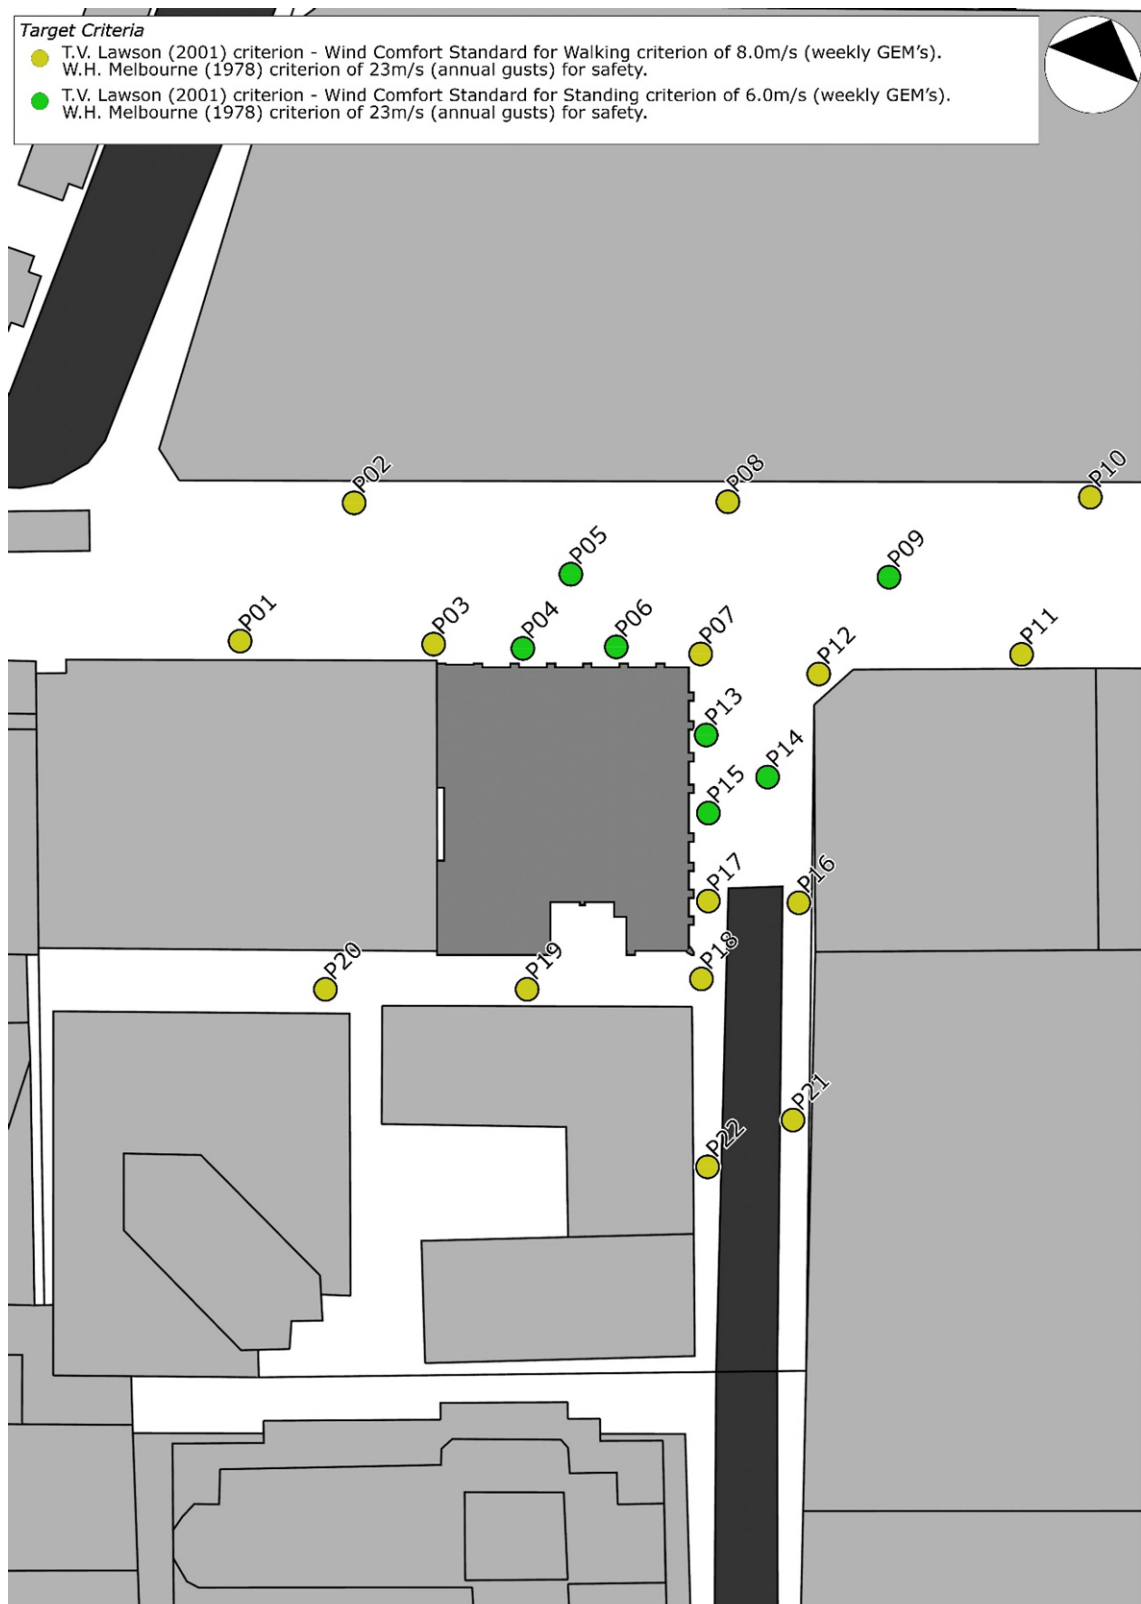 Target Criteria
T.V. Lawson (2001) criterion - Wind Comfort Standard for Walking criterion of 8.0m/s (weekly GEM's).
W.H. Melbourne (1978) criterion of 23m/s (annual gusts) for safety.
T.V. Lawson (2001) criterion - Wind Comfort Standard for Standing criterion of 6.0m/s (weekly GEM's).
W.H. Melbourne (1978) criterion of 23m/s (annual gusts) for safety.
P02
P08
P10
P05
P09
P01
P03
P04
P06
P07
P12
P11
P13
P14
P15
P17
P16
P18
P20
P19
P21
P22